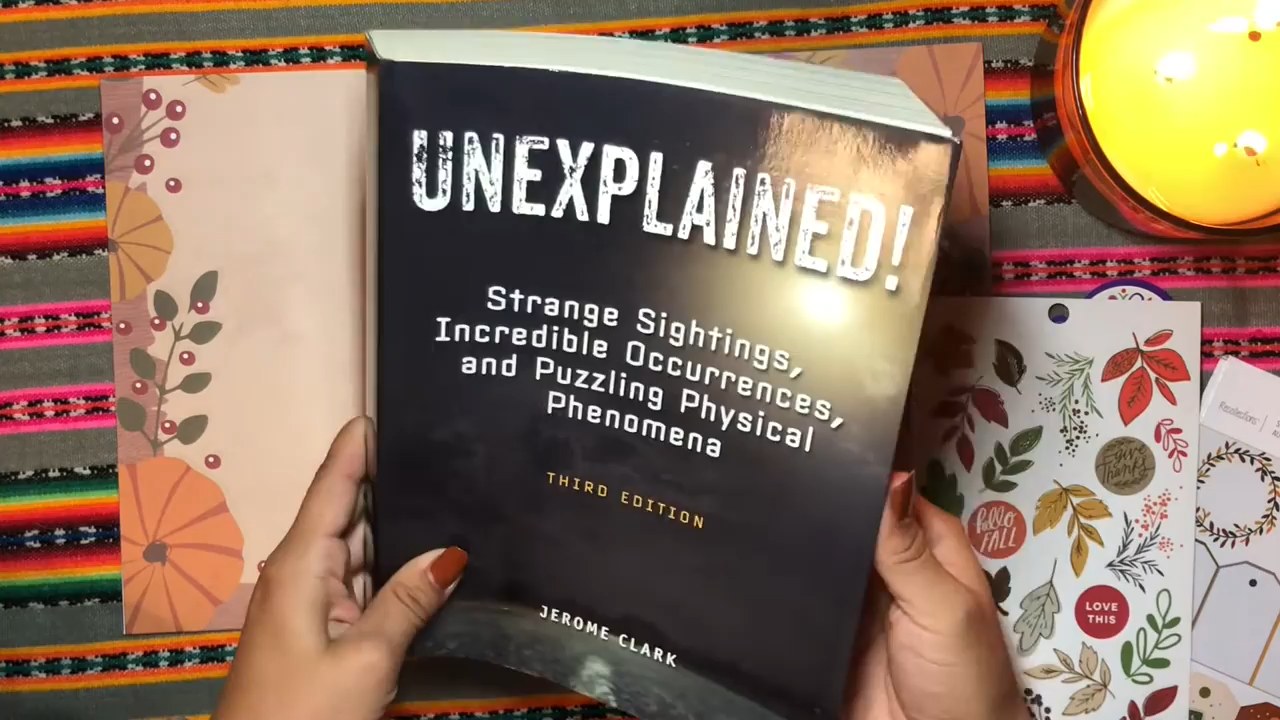 UNEXPLAINED!
Strange Sightings,
Incredible Occurrences,
and Puzzling Physical
Phenomena
THIRD EDITION
JEROME CLARK
give
thanks
hello
FALL
LOVE
THIS
Recollections